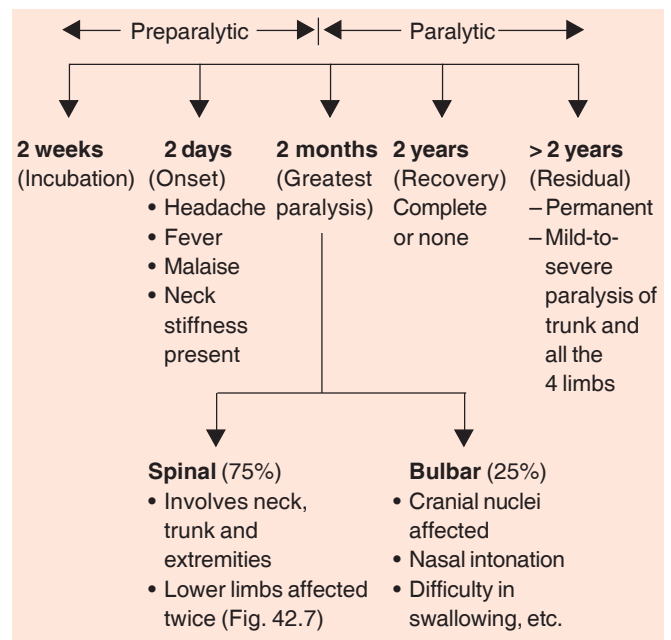 Preparalytic Paralytic
2 weeks
(Incubation)
2 days
(Onset)
• Headache
• Fever
• Malaise
• Neck
stiffness
present
2 months
(Greatest
paralysis)
2 years
(Recovery)
Complete
or none
> 2 years
(Residual)
– Permanent
– Mild-to-
severe
paralysis of
trunk and
all the
4 limbs
Spinal (75%)
• Involves neck,
trunk and
extremities
• Lower limbs affected
twice (Fig. 42.7)
Bulbar (25%)
• Cranial nuclei
affected
• Nasal intonation
• Difficulty in
swallowing, etc.